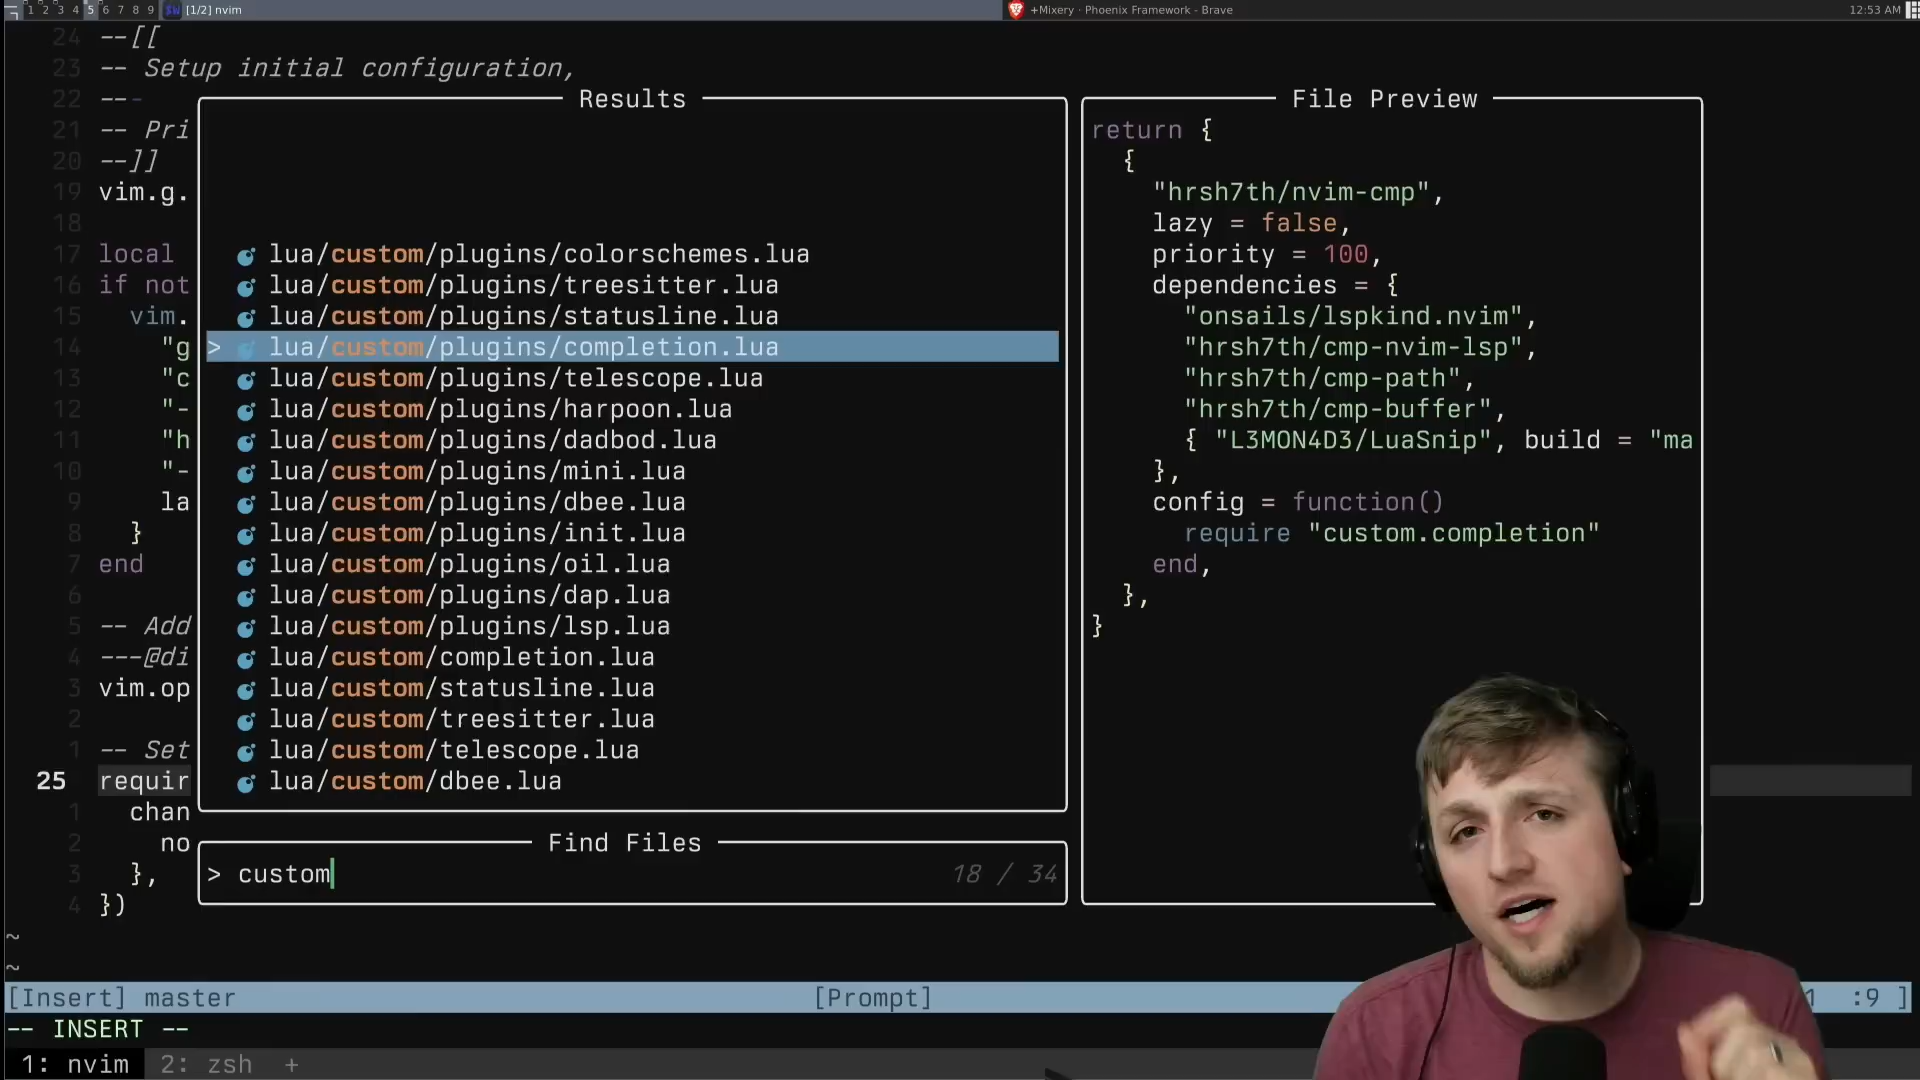 1 2 3 4 5 6 7 8 9 [1/2] nvim
+Mixery · Phoenix Framework - Brave
12:53 AM
24 --[[
23 -- Setup initial configuration,
22 ---
21 -- Pri
20 --]]
19 vim.g.
18
17 local
16 if not
15 vim.
14 "g
13 "c
12 "-
11 "h
10 "-
9 la
8 }
7 end
6
5 -- Add
4 ---@di
3 vim.op
2
1 -- Set
25 requir
1 chan
2 no
3 },
4 })
~
~
Results
lua/custom/plugins/colorschemes.lua
lua/custom/plugins/treesitter.lua
lua/custom/plugins/statusline.lua
> lua/custom/plugins/completion.lua
lua/custom/plugins/telescope.lua
lua/custom/plugins/harpoon.lua
lua/custom/plugins/dadbod.lua
lua/custom/plugins/mini.lua
lua/custom/plugins/dbee.lua
lua/custom/plugins/init.lua
lua/custom/plugins/oil.lua
lua/custom/plugins/dap.lua
lua/custom/plugins/lsp.lua
lua/custom/completion.lua
lua/custom/statusline.lua
lua/custom/treesitter.lua
lua/custom/telescope.lua
lua/custom/dbee.lua
Find Files
> custom 18 / 34
File Preview
return {
{
"hrsh7th/nvim-cmp",
lazy = false,
priority = 100,
dependencies = {
"onsails/lspkind.nvim",
"hrsh7th/cmp-nvim-lsp",
"hrsh7th/cmp-path",
"hrsh7th/cmp-buffer",
{ "L3MON4D3/LuaSnip", build = "ma
},
config = function()
require "custom.completion"
end,
},
}
[Insert] master [Prompt] :9 ]
-- INSERT --
1: nvim 2: zsh +